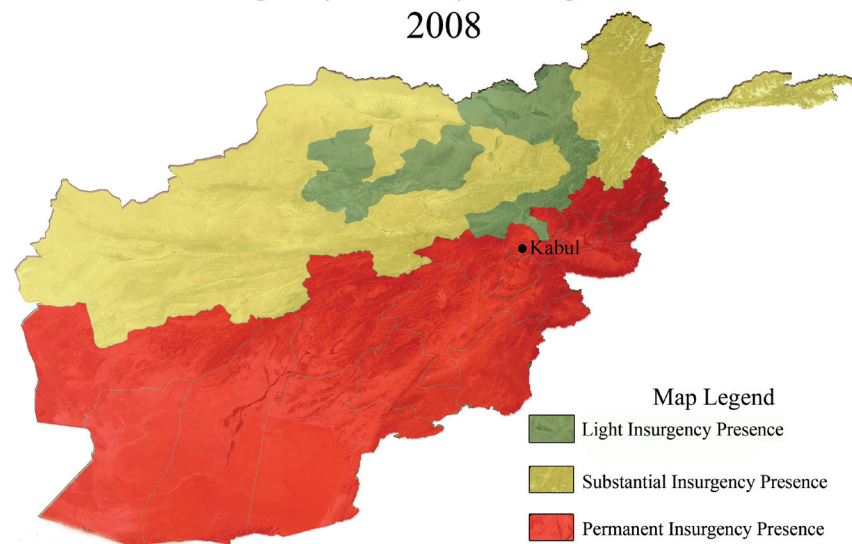 2008
Kabul
Map Legend
Light Insurgency Presence
Substantial Insurgency Presence
Permanent Insurgency Presence